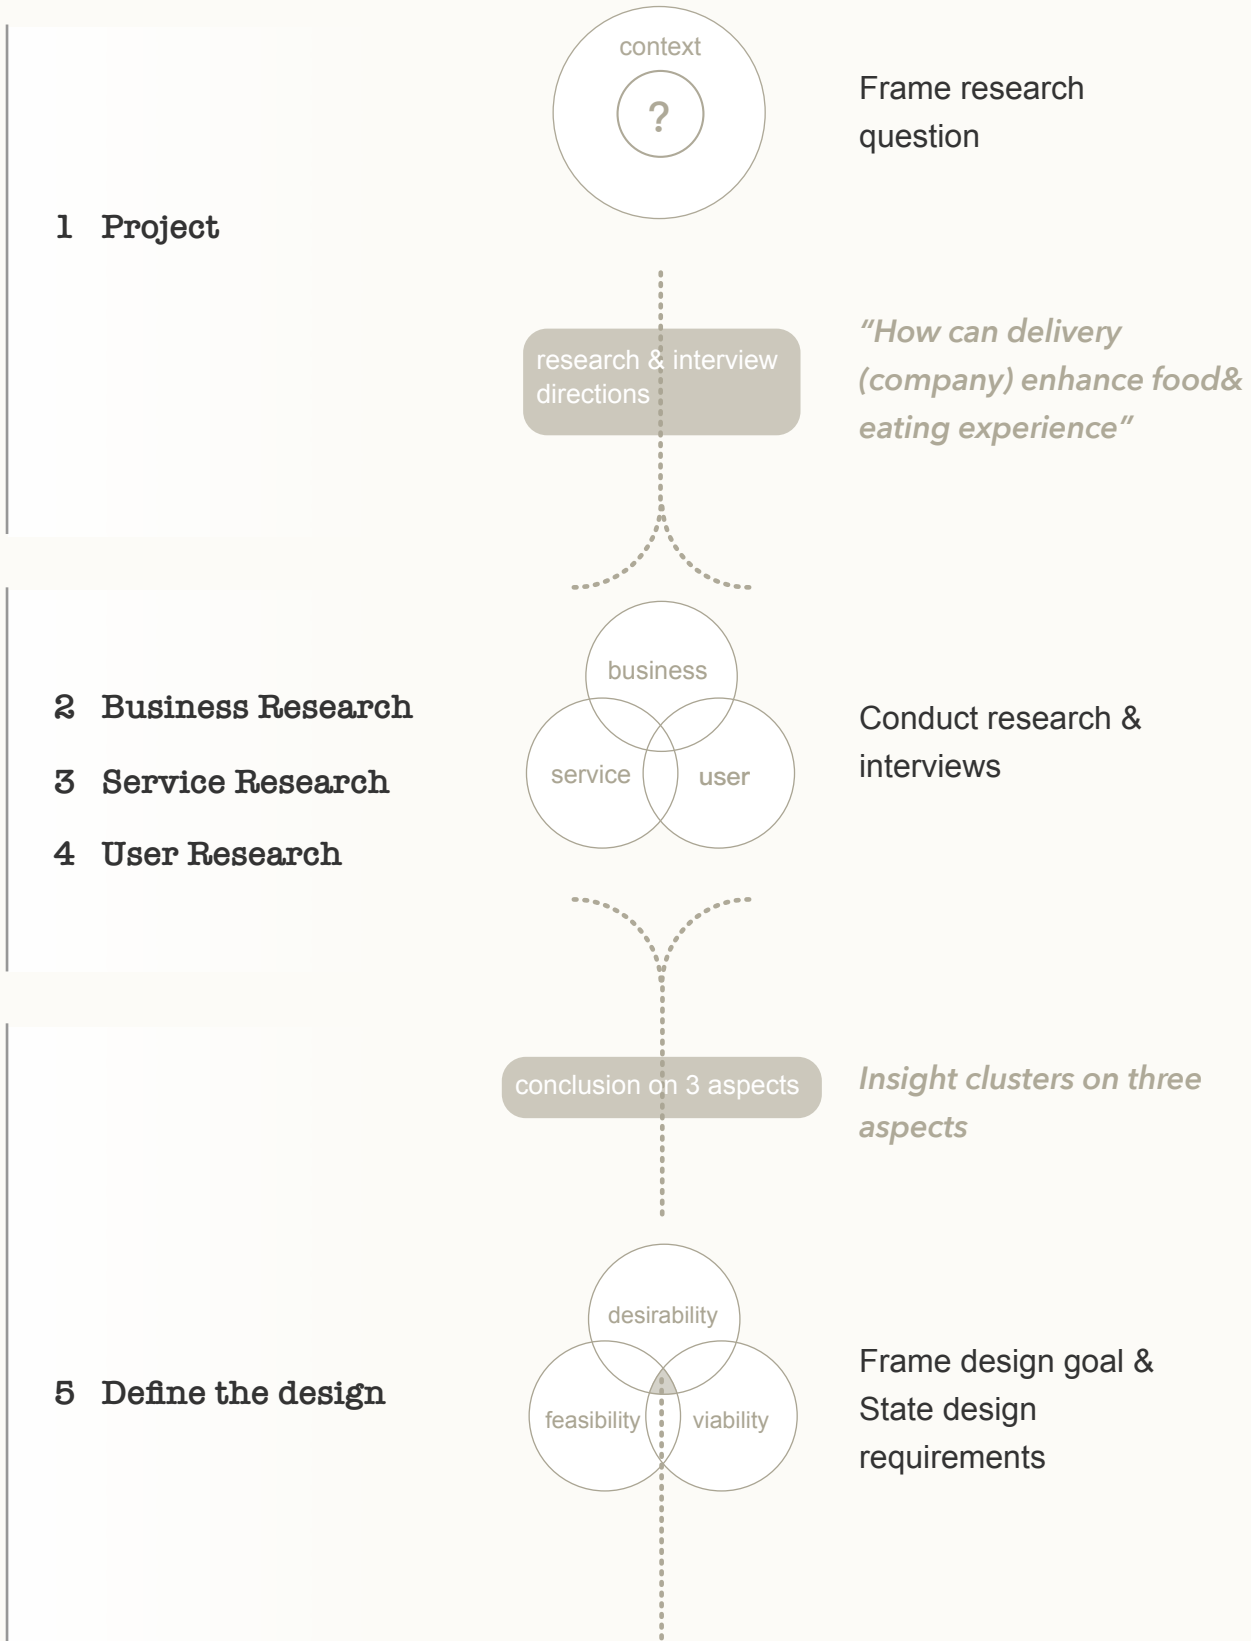 context
?
Frame research
question
1 Project
research & interview
directions
“How can delivery
(company) enhance food&
eating experience”
2 Business Research
3 Service Research
4 User Research
business
service
user
Conduct research &
interviews
conclusion on 3 aspects
Insight clusters on three
aspects
desirability
feasibility
viability
5 Define the design
Frame design goal &
State design
requirements